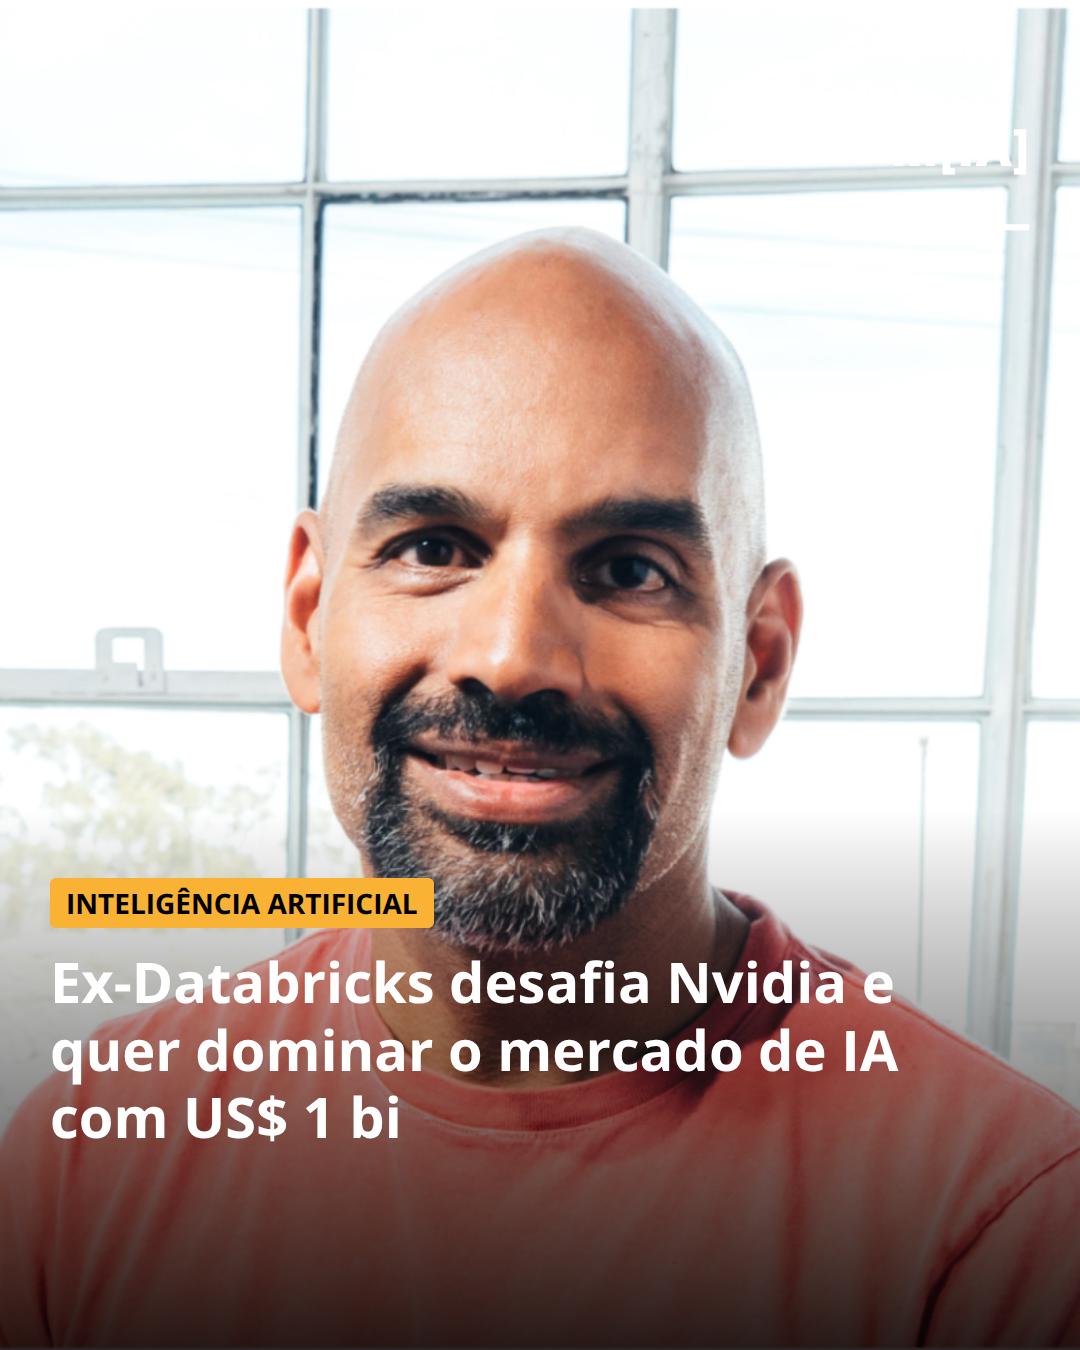 INTELIGÊNCIA ARTIFICIAL
Ex-Databricks desafia Nvidia e
quer dominar o mercado de IA
com US$ 1 bi